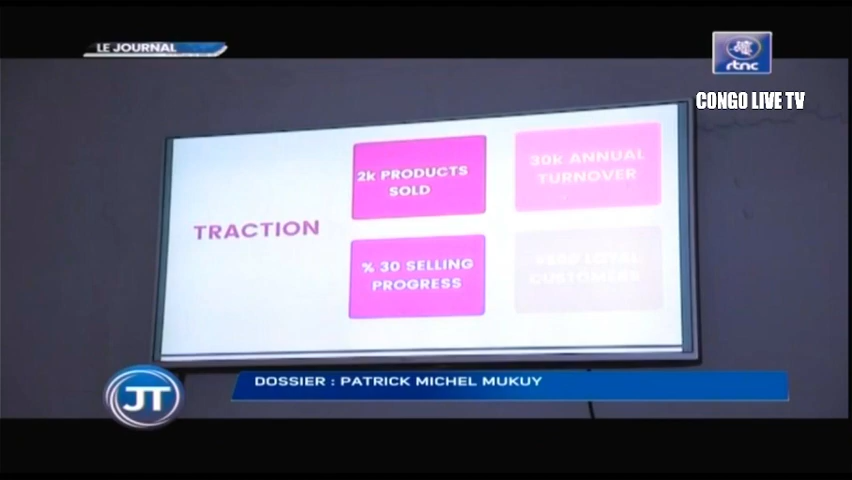 LE JOURNAL
rtnc
CONGO LIVE TV
TRACTION
2k PRODUCTS
SOLD
30k ANNUAL
TURNOVER
% 30 SELLING
PROGRESS
LOYAL
CUSTOMERS
JT
DOSSIER : PATRICK MICHEL MUKUY